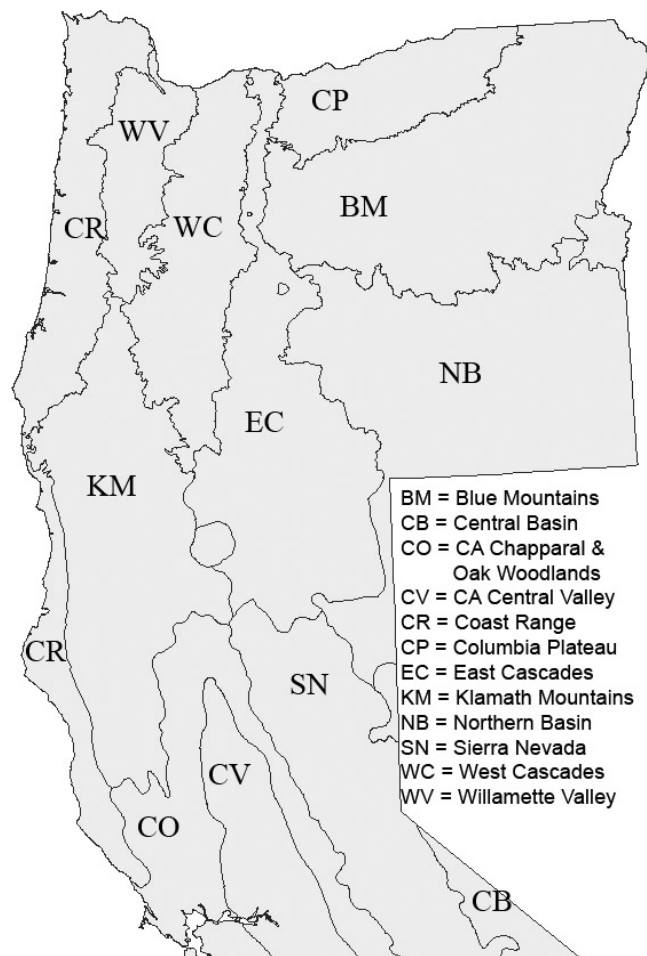 CP
WV
BM
CR
WC
NB
EC
KM
BM = Blue Mountains
CB = Central Basin
CO = CA Chapparal &
Oak Woodlands
CV = CA Central Valley
CR = Coast Range
CP = Columbia Plateau
EC = East Cascades
KM = Klamath Mountains
NB = Northern Basin
SN = Sierra Nevada
WC = West Cascades
WV = Willamette Valley
CR
SN
CV
CO
CB